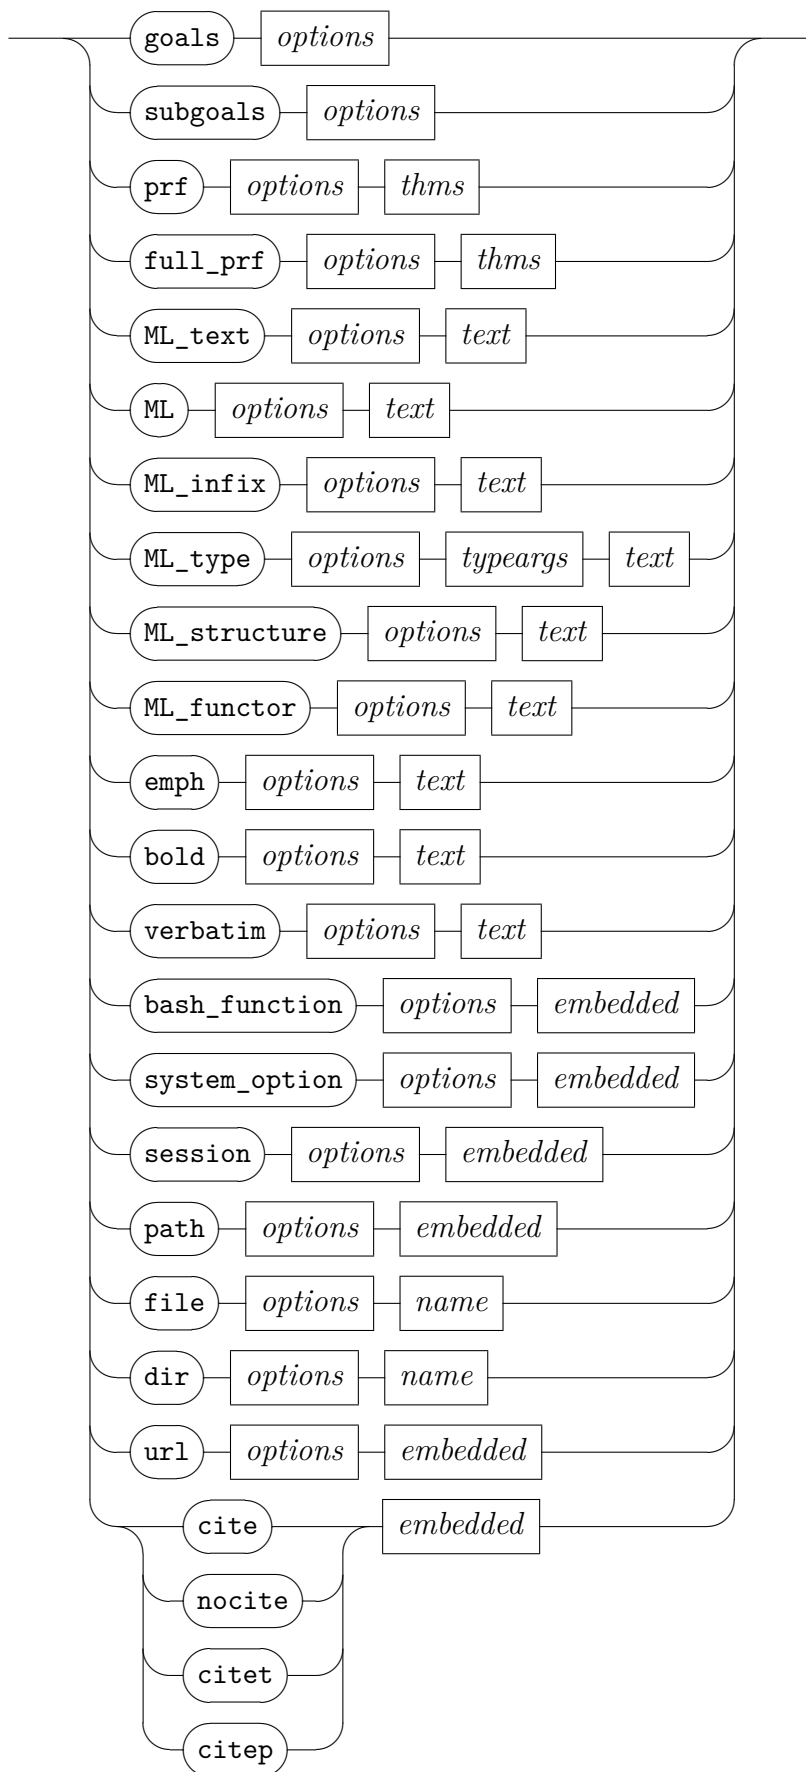 goals options
subgoals options
prf options thms
full_prf options thms
ML_text options text
ML options text
ML_infix options text
ML_type options typeargs text
ML_structure options text
ML_functor options text
emph options text
bold options text
verbatim options text
bash_function options embedded
system_option options embedded
session options embedded
path options embedded
file options name
dir options name
url options embedded
cite embedded
nocite
citet
citep